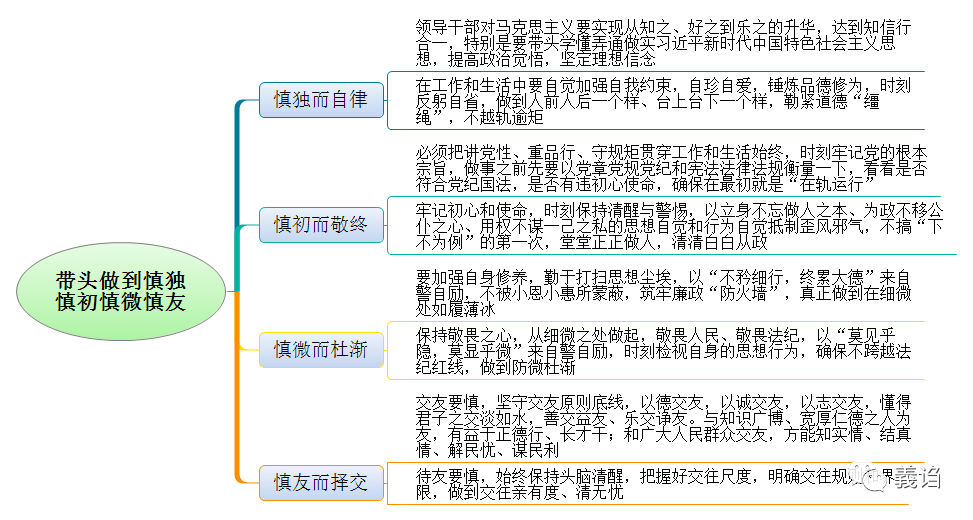 带头做到慎独
慎初慎微慎友
慎独而自律
领导干部对马克思主义要实现从知之、好之到乐之的升华，达到知信行
合一，特别是要带头学懂弄通做实习近平新时代中国特色社会主义思
想，提高政治觉悟，坚定理想信念
在工作和生活中要自觉加强自我约束，自珍自爱，锤炼品德修为，时刻
反躬自省，做到人前人后一个样、台上台下一个样，勒紧道德“缰
绳”，不越轨逾矩
慎初而敬终
必须把讲党性、重品行、守规矩贯穿工作和生活始终，时刻牢记党的根本
宗旨，做事之前先要以党章党规党纪和宪法法律法规衡量一下，看看是否
符合党纪国法，是否有违初心使命，确保在最初就是“在轨运行”
牢记初心和使命，时刻保持清醒与警惕，以立身不忘做人之本、为政不移公
仆之心、用权不谋一己之私的思想自觉和行为自觉抵制歪风邪气，不搞“下
不为例”的第一次，堂堂正正做人，清清白白从政
慎微而杜渐
要加强自身修养，勤于打扫思想尘埃，以“不矜细行，终累大德”来自
警自励，不被小恩小惠所蒙蔽，筑牢廉政“防火墙”，真正做到在细微
处如履薄冰
保持敬畏之心，从细微之处做起，敬畏人民、敬畏法纪，以“莫见乎
隐，莫显乎微”来自警自励，时刻检视自身的思想行为，确保不跨越法
纪红线，做到防微杜渐
慎友而择交
交友要慎，坚守交友原则底线，以德交友，以诚交友，以志交友，懂得
君子之交淡如水，善交益友、乐交诤友。与知识广博、宽厚仁德之人为
友，有益于正德行、长才干；和广大人民群众交友，方能知实情、结真
情、解民忧、谋民利
待友要慎，始终保持头脑清醒，把握好交往尺度，明确交往规 界
限，做到交往亲有度、清无忧
義谄